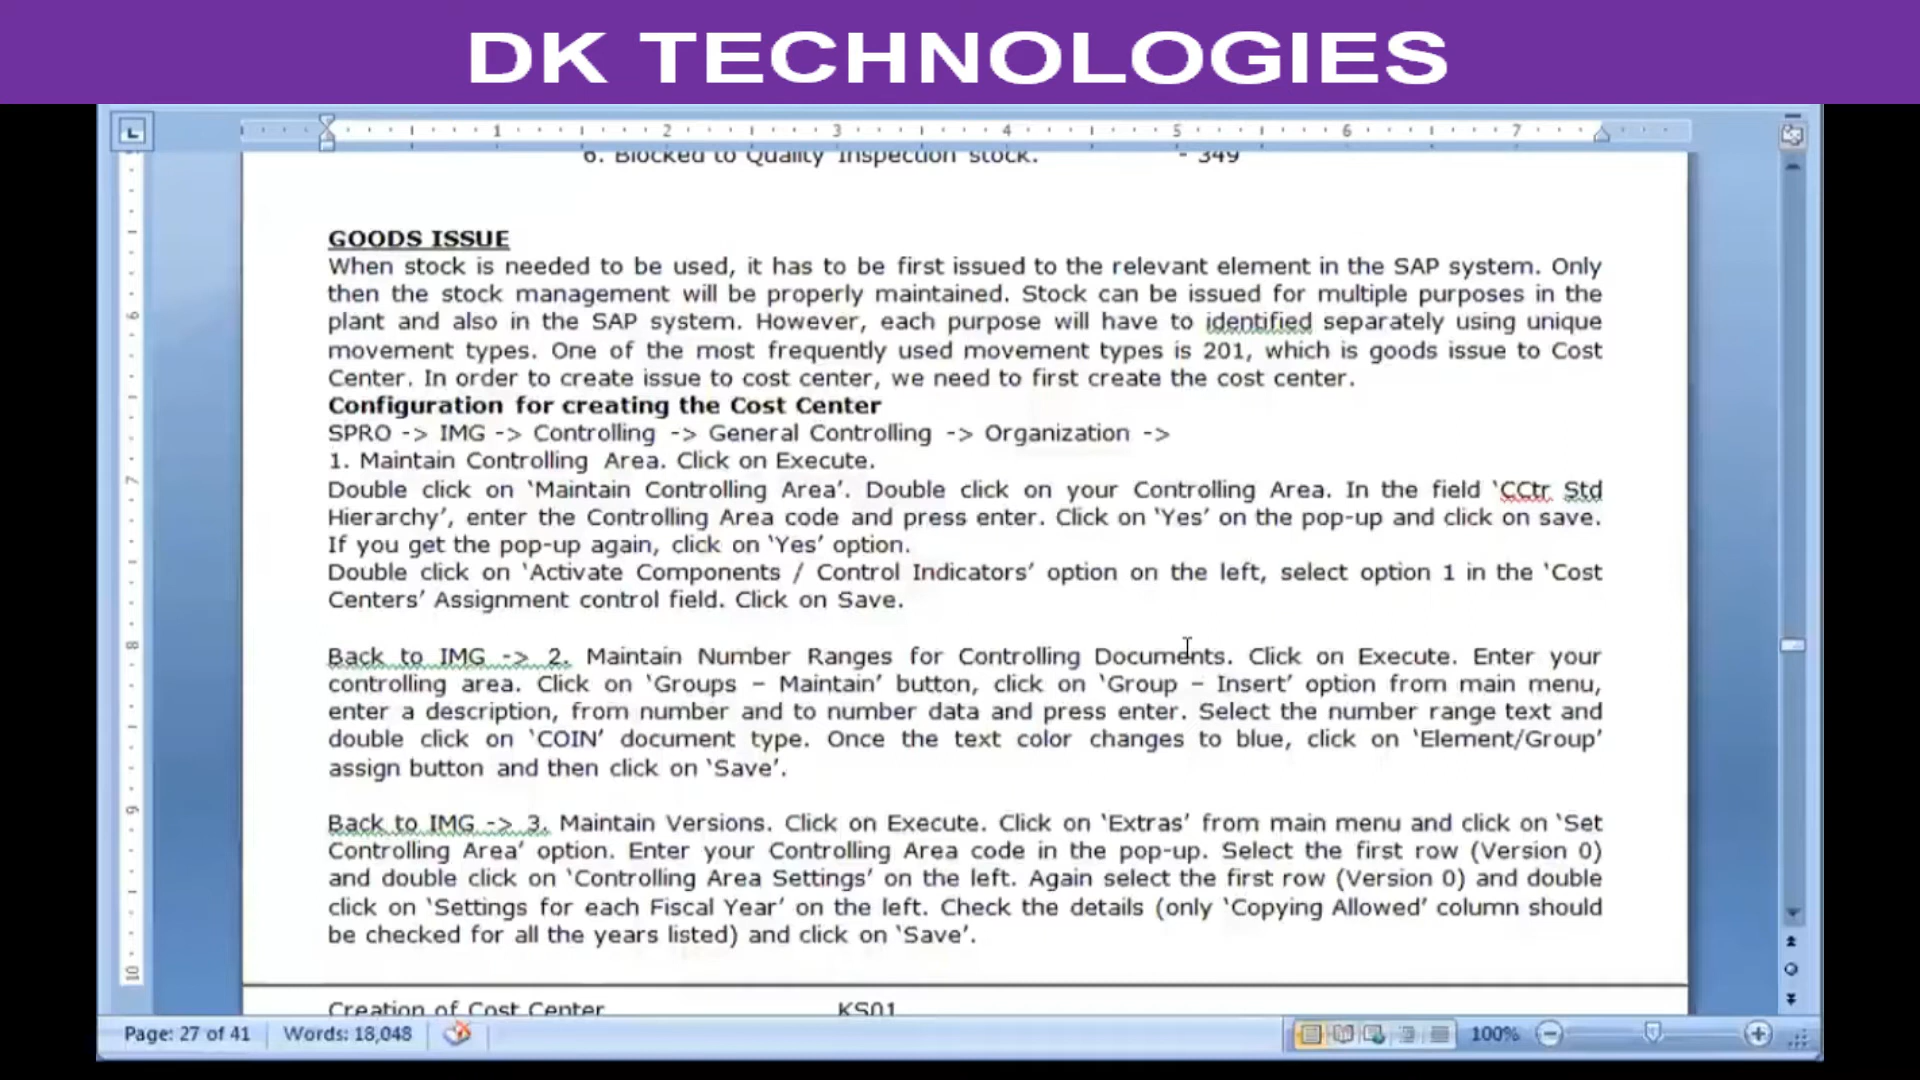 DK TECHNOLOGIES
1 2 3 4 5 6 7
6. Blocked to Quality Inspection stock. - 349
GOODS ISSUE
When stock is needed to be used, it has to be first issued to the relevant element in the SAP system. Only
then the stock management will be properly maintained. Stock can be issued for multiple purposes in the
plant and also in the SAP system. However, each purpose will have to identified separately using unique
movement types. One of the most frequently used movement types is 201, which is goods issue to Cost
Center. In order to create issue to cost center, we need to first create the cost center.
Configuration for creating the Cost Center
SPRO -> IMG -> Controlling -> General Controlling -> Organization ->
1. Maintain Controlling Area. Click on Execute.
Double click on ‘Maintain Controlling Area’. Double click on your Controlling Area. In the field ‘CCtr Std
Hierarchy’, enter the Controlling Area code and press enter. Click on ‘Yes’ on the pop-up and click on save.
If you get the pop-up again, click on ‘Yes’ option.
Double click on ‘Activate Components / Control Indicators’ option on the left, select option 1 in the ‘Cost
Centers’ Assignment control field. Click on Save.
Back to IMG -> 2. Maintain Number Ranges for Controlling Documents. Click on Execute. Enter your
controlling area. Click on ‘Groups – Maintain’ button, click on ‘Group – Insert’ option from main menu,
enter a description, from number and to number data and press enter. Select the number range text and
double click on ‘COIN’ document type. Once the text color changes to blue, click on ‘Element/Group’
assign button and then click on ‘Save’.
Back to IMG -> 3. Maintain Versions. Click on Execute. Click on ‘Extras’ from main menu and click on ‘Set
Controlling Area’ option. Enter your Controlling Area code in the pop-up. Select the first row (Version 0)
and double click on ‘Controlling Area Settings’ on the left. Again select the first row (Version 0) and double
click on ‘Settings for each Fiscal Year’ on the left. Check the details (only ‘Copying Allowed’ column should
be checked for all the years listed) and click on ‘Save’.
Creation of Cost Center KS01
6
7
8
9
10
Page: 27 of 41 Words: 18,048 100%